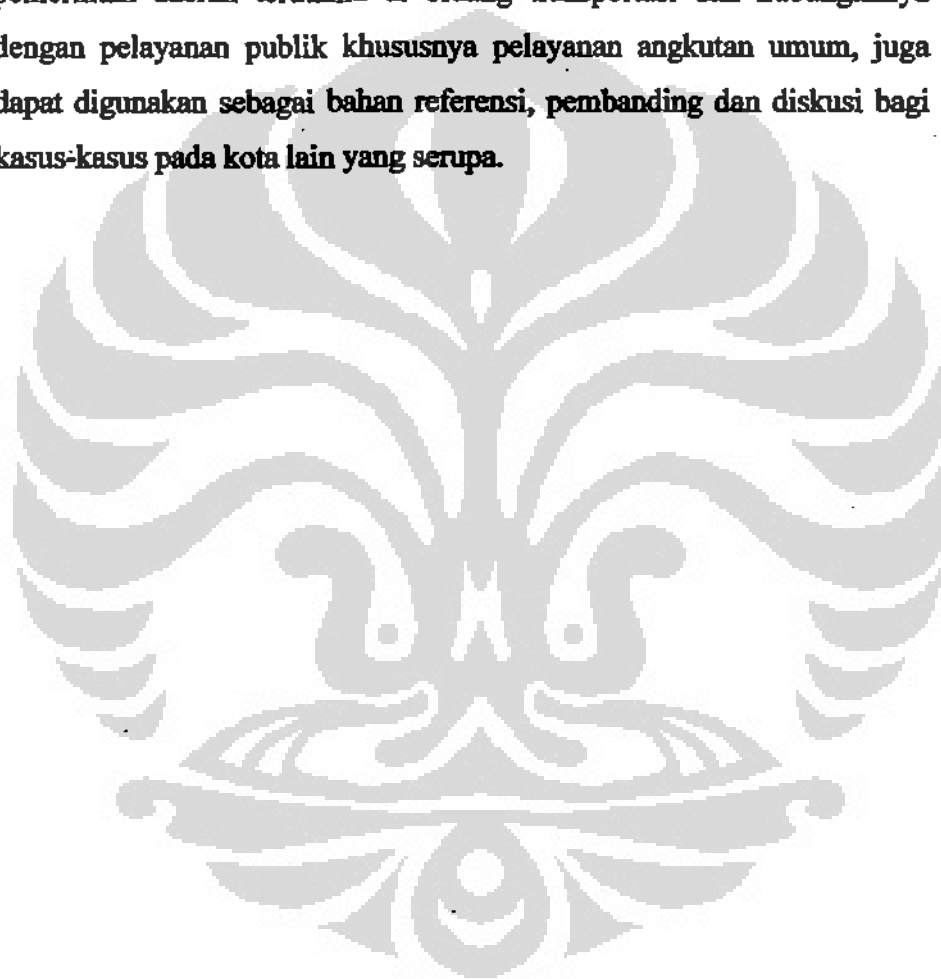 dengan pelayanan publik khususnya pelayanan angkutan umum, juga
dapat digunakan sebagai bahan referensi, pembanding dan diskusi bagi
kasus-kasus pada kota lain yang serupa.